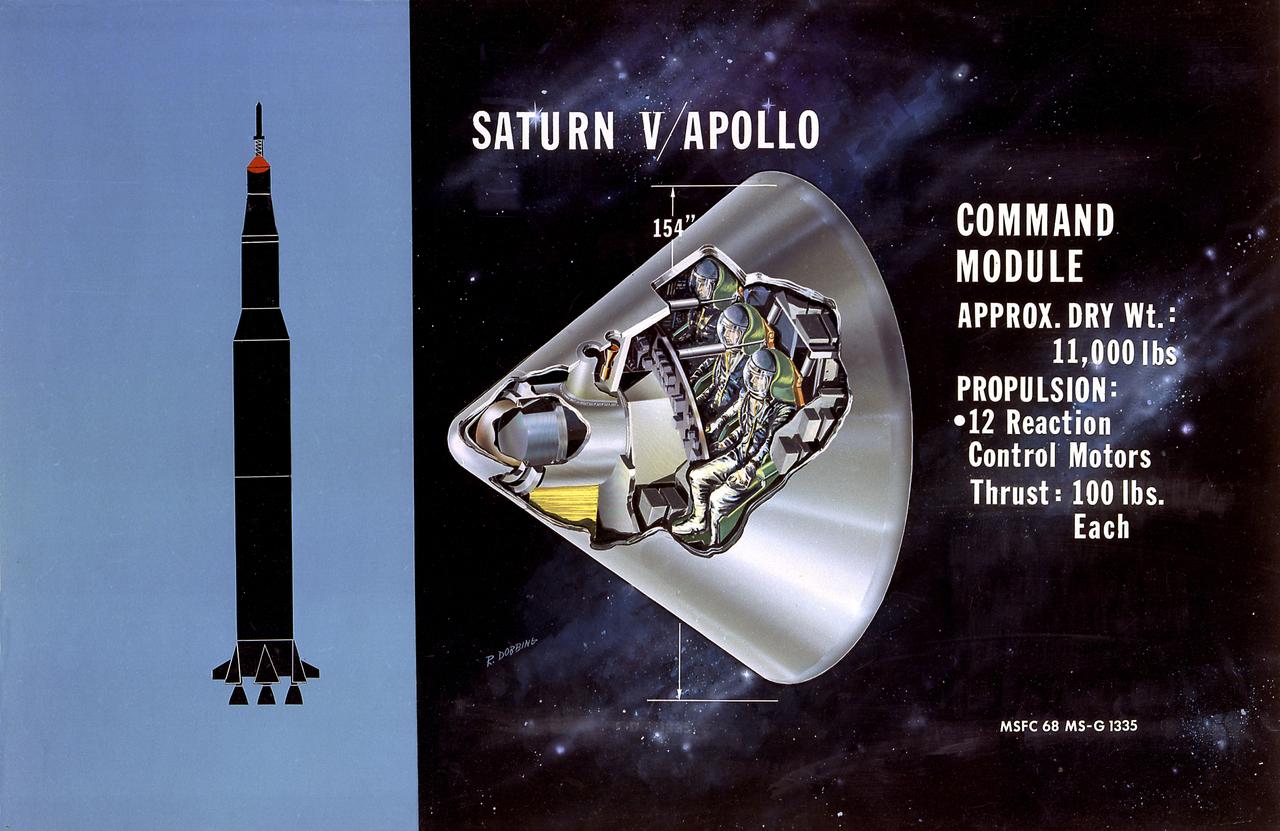 SATURN V/APOLLO
154"
COMMAND
MODULE
APPROX. DRY Wt.:
11,000 lbs
PROPULSION:
•12 Reaction
Control Motors
Thrust: 100 lbs.
Each
R. DOBBINS
MSFC 68 MS-G 1335